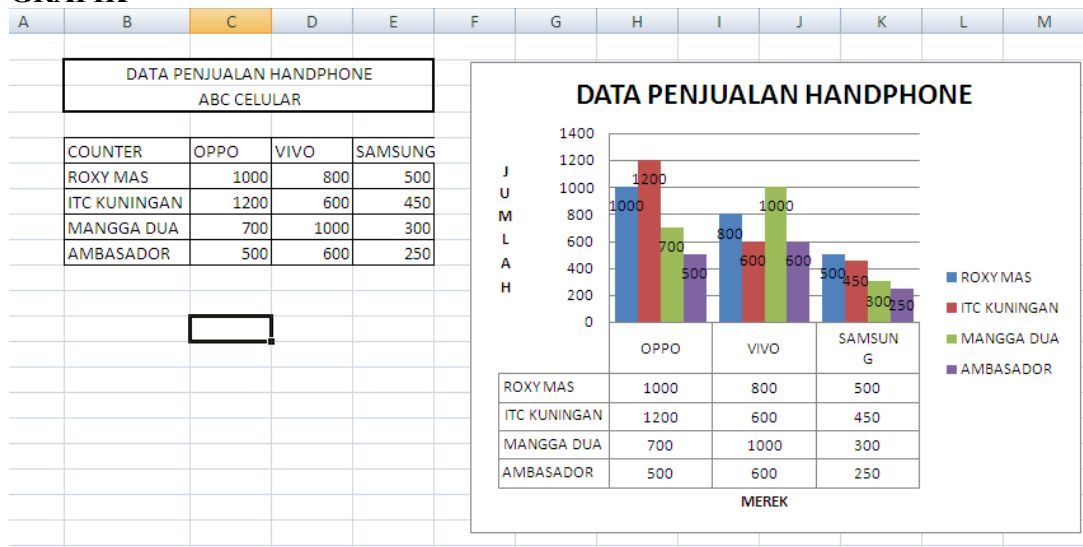 A B C D E F G H I J K L M
DATA PENJUALAN HANDPHONE
ABC CELULAR
COUNTER OPPO VIVO SAMSUNG
ROXY MAS 1000 800 500
ITC KUNINGAN 1200 600 450
MANGGA DUA 700 1000 300
AMBASADOR 500 600 250
DATA PENJUALAN HANDPHONE
JUMLAH
1400
1200
1000
800
600
400
200
0
1000 1200 700 500
800 600 1000 600
500 450 300 250
OPPO VIVO SAMSUN
G
ROXY MAS 1000 800 500
ITC KUNINGAN 1200 600 450
MANGGA DUA 700 1000 300
AMBASADOR 500 600 250
MEREK
ROXY MAS
ITC KUNINGAN
MANGGA DUA
AMBASADOR